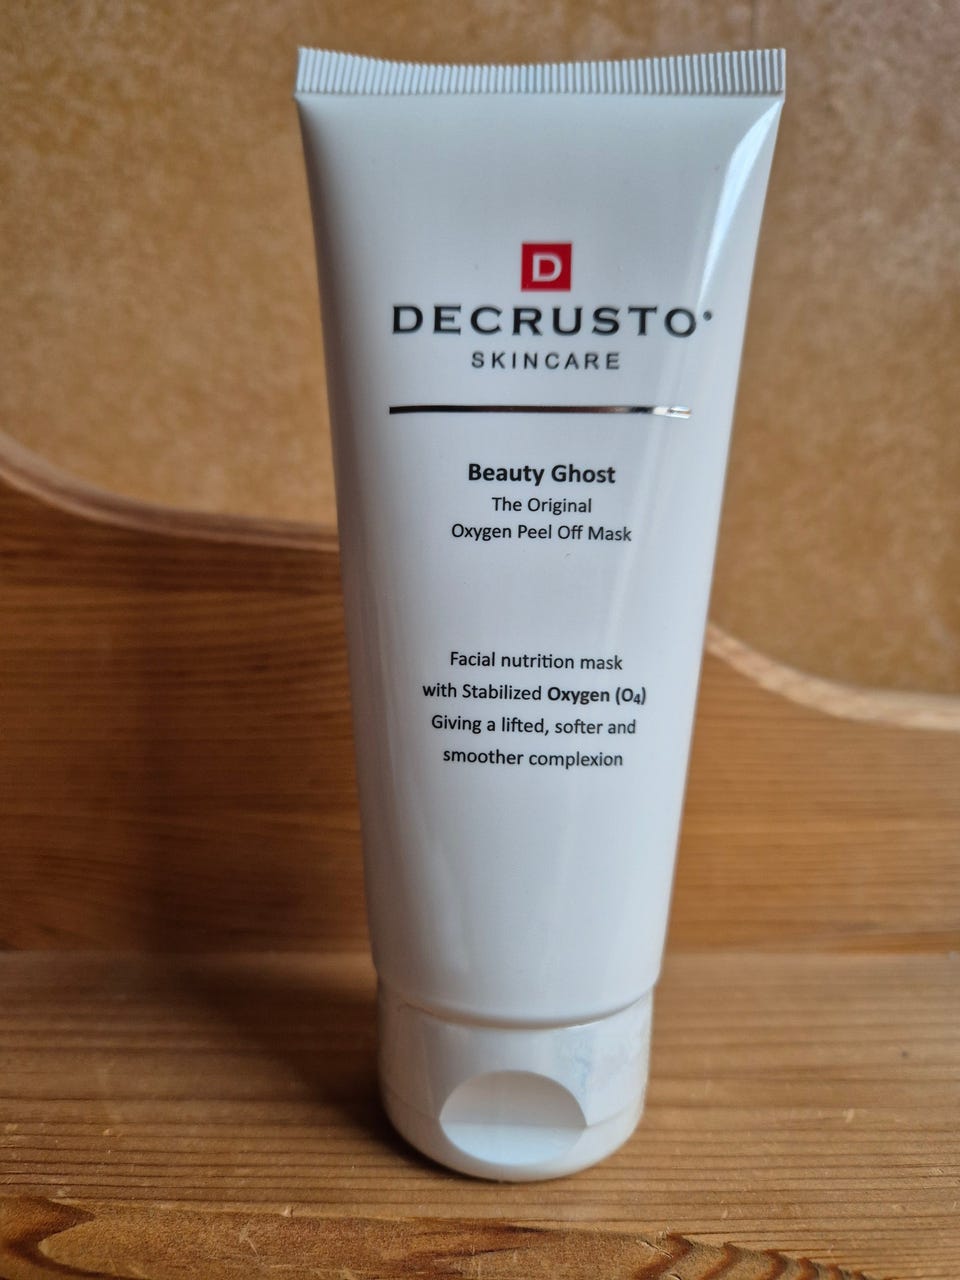 D
DECRUSTO®
SKINCARE
Beauty Ghost
The Original
Oxygen Peel Off Mask
Facial nutrition mask
with Stabilized Oxygen (O₄)
Giving a lifted, softer and
smoother complexion